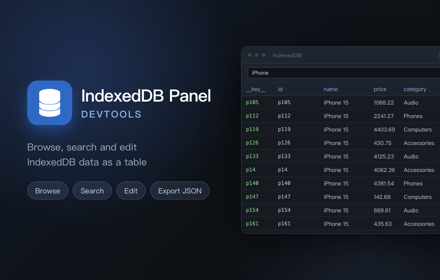 IndexedDB Panel
DEVTOOLS
Browse, search and edit
IndexedDB data as a table
Browse Search Edit Export JSON
IndexedDB
iPhone
__key__ id name price category
p105 p105 iPhone 15 1068.22 Audio
p112 p112 iPhone 15 2241.27 Phones
p119 p119 iPhone 15 4403.69 Computers
p126 p126 iPhone 15 430.75 Accessories
p133 p133 iPhone 15 4125.23 Audio
p14 p14 iPhone 15 4062.38 Accessories
p140 p140 iPhone 15 4381.54 Phones
p147 p147 iPhone 15 142.68 Computers
p154 p154 iPhone 15 689.81 Audio
p161 p161 iPhone 15 435.63 Accessories